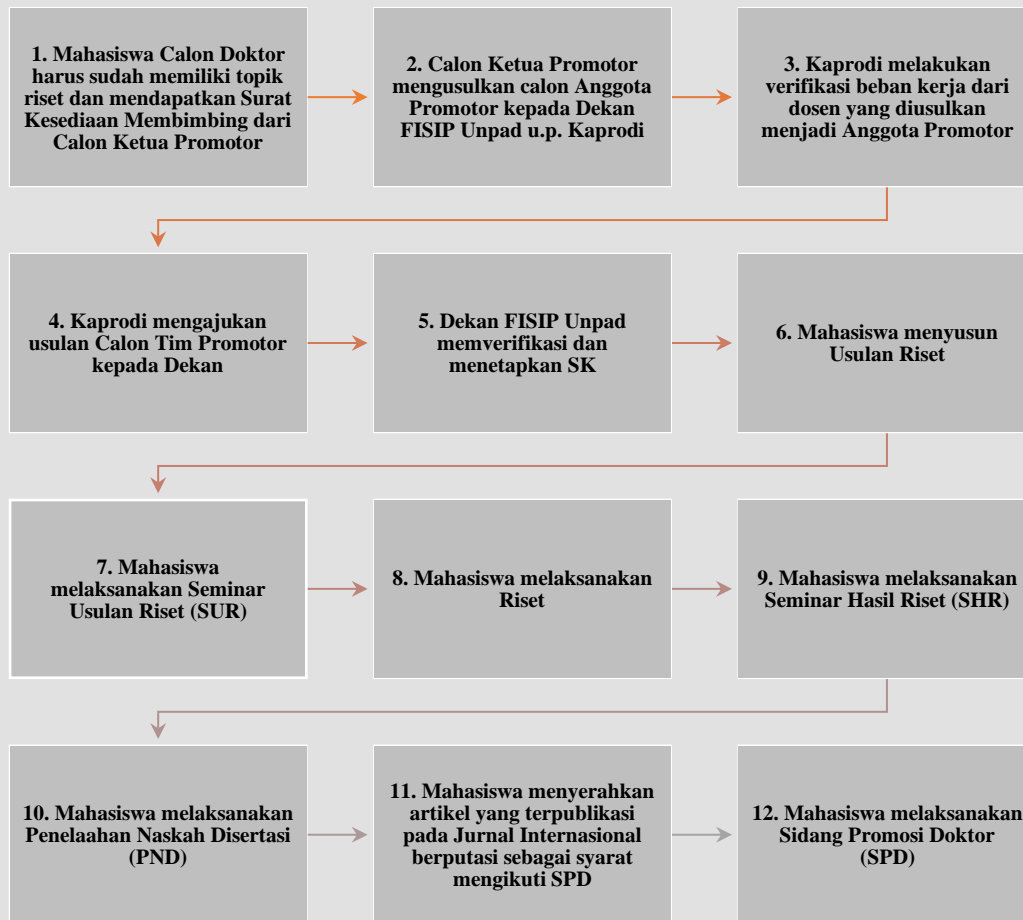 1. Mahasiswa Calon Doktor
harus sudah memiliki topik
riset dan mendapatkan Surat
Kesediaan Membimbing dari
Calon Ketua Promotor
2. Calon Ketua Promotor
mengusulkan calon Anggota
Promotor kepada Dekan
FISIP Unpad u.p. Kaprodi
3. Kaprodi melakukan
verifikasi beban kerja dari
dosen yang diusulkan
menjadi Anggota Promotor
4. Kaprodi mengajukan
usulan Calon Tim Promotor
kepada Dekan
5. Dekan FISIP Unpad
memverifikasi dan
menetapkan SK
6. Mahasiswa menyusun
Usulan Riset
7. Mahasiswa
melaksanakan Seminar
Usulan Riset (SUR)
8. Mahasiswa melaksanakan
Riset
9. Mahasiswa melaksanakan
Seminar Hasil Riset (SHR)
10. Mahasiswa melaksanakan
Penelaahan Naskah Disertasi
(PND)
11. Mahasiswa menyerahkan
artikel yang terpublikasi
pada Jurnal Internasional
berputasi sebagai syarat
mengikuti SPD
12. Mahasiswa melaksanakan
Sidang Promosi Doktor
(SPD)